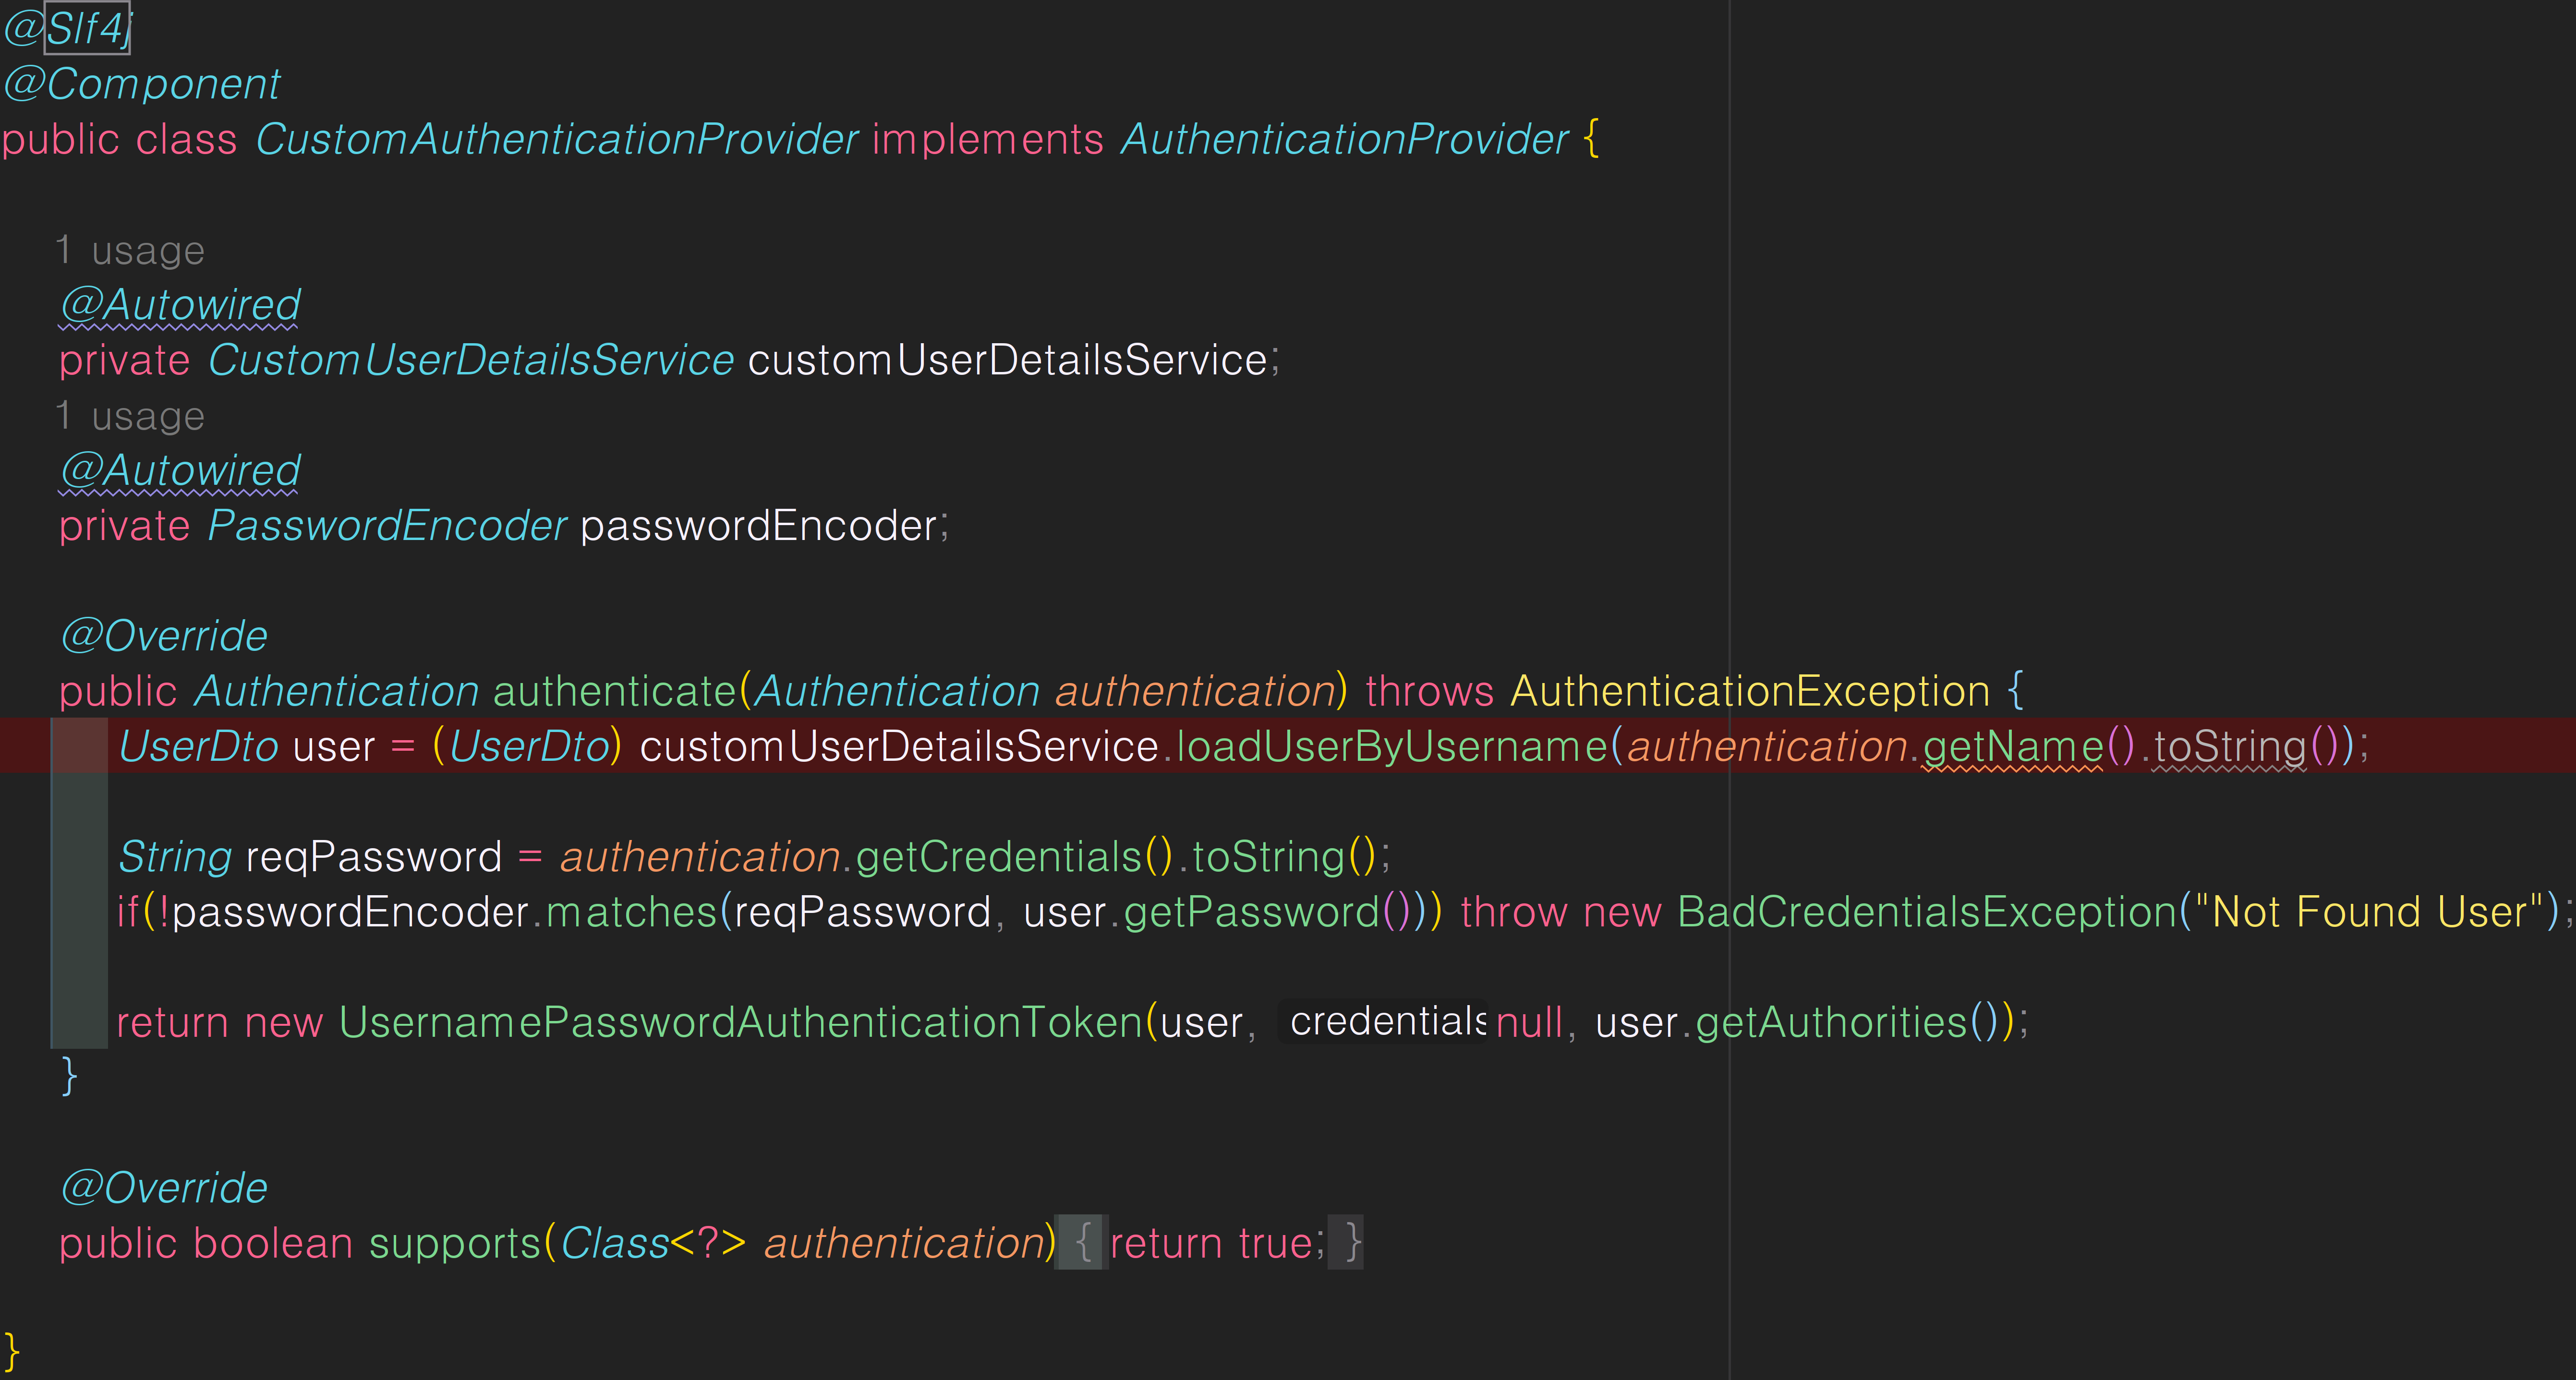 @Slf4j
@Component
public class CustomAuthenticationProvider implements AuthenticationProvider {
1 usage
@Autowired
private CustomUserDetailsService customUserDetailsService;
1 usage
@Autowired
private PasswordEncoder passwordEncoder;
@Override
public Authentication authenticate(Authentication authentication) throws AuthenticationException {
UserDto user = (UserDto) customUserDetailsService.loadUserByUsername(authentication.getName().toString());
String reqPassword = authentication.getCredentials().toString();
if(!passwordEncoder.matches(reqPassword, user.getPassword())) throw new BadCredentialsException("Not Found User");
return new UsernamePasswordAuthenticationToken(user, credentials null, user.getAuthorities());
}
@Override
public boolean supports(Class<?> authentication) { return true; }
}